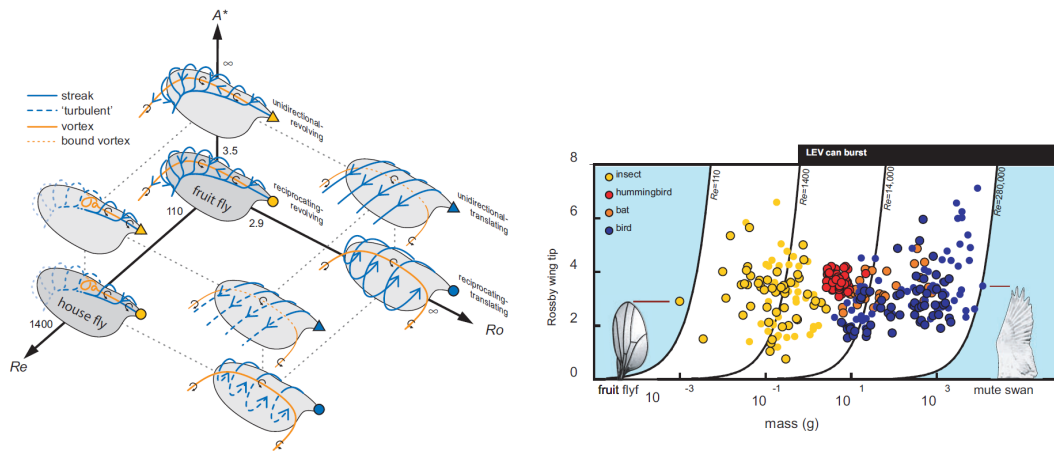 A*
∞
streak
'turbulent'
vortex
bound vortex
unidirectional-
revolving
3.5
fruit fly
reciprocating-
revolving
110
2.9
unidirectional-
translating
house fly
reciprocating-
translating
∞
1400
Re
Ro
LEV can burst
8
6
4
2
0
Rossby wing tip
insect
hummingbird
bat
bird
Re=110
Re=1400
Re=14,000
Re=280,000
fruit flyf
10 -3
10 -1
10 1
10 3
mute swan
mass (g)